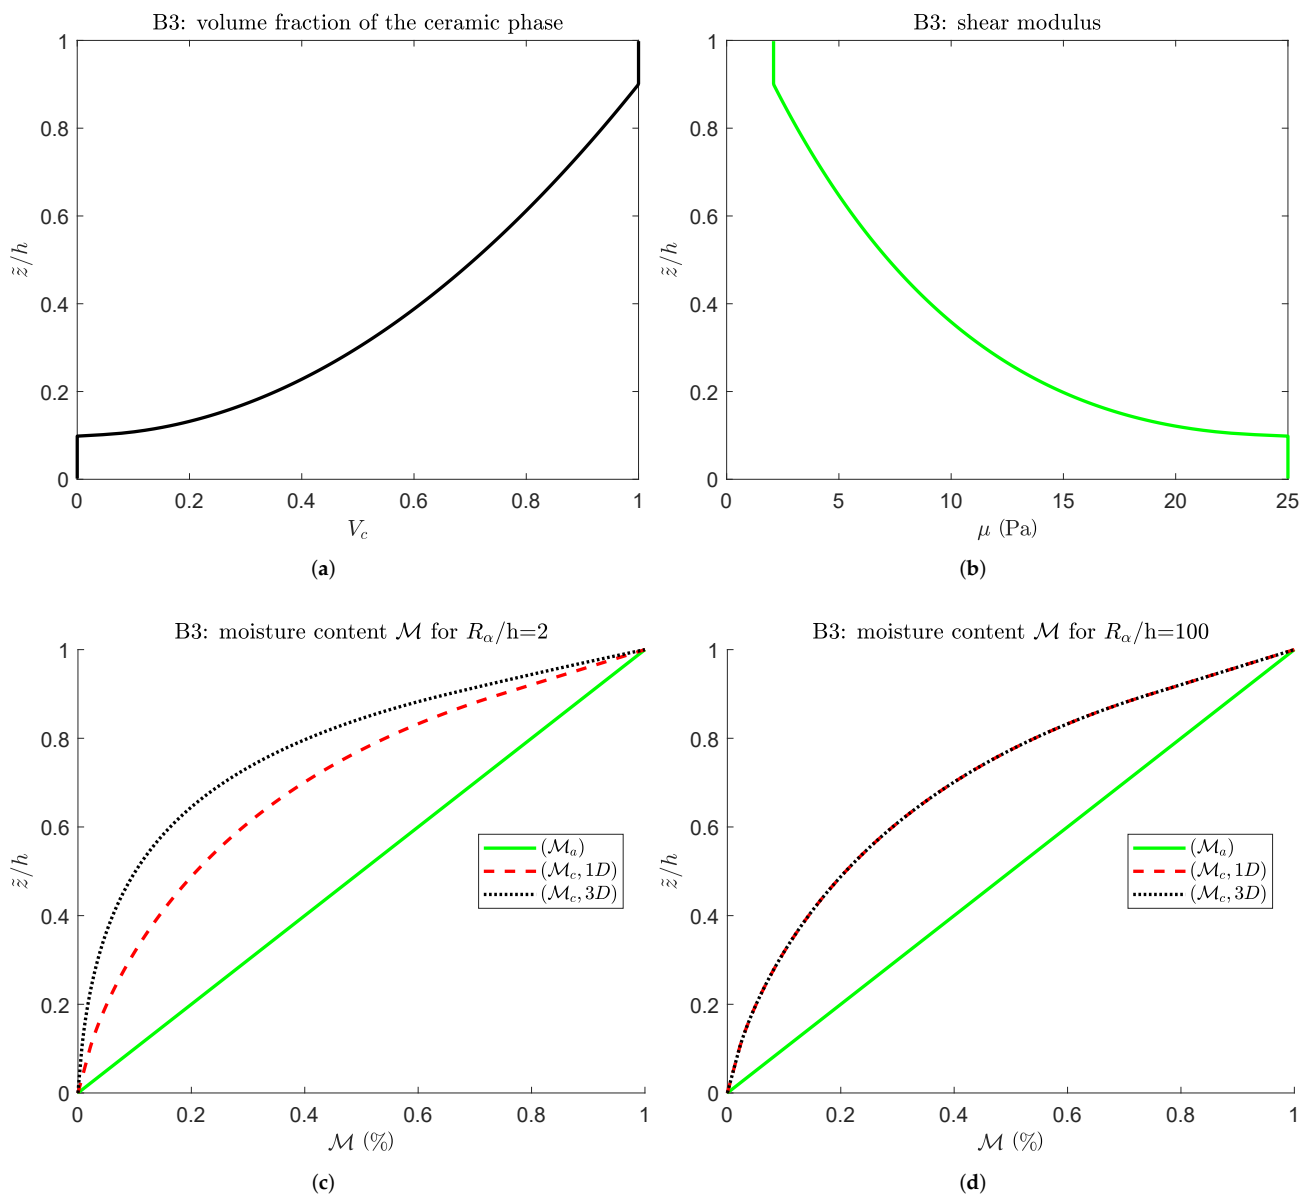 B3: volume fraction of the ceramic phase
1
0.8
0.6
0.4
0.2
0
z̃/h
0 0.2 0.4 0.6 0.8 1
V_c
(a)
B3: shear modulus
1
0.8
0.6
0.4
0.2
0
z̃/h
0 5 10 15 20 25
μ (Pa)
(b)
B3: moisture content ℳ for R_α/h=2
1
0.8
0.6
0.4
0.2
0
z̃/h
(ℳ_a)
(ℳ_c, 1D)
(ℳ_c, 3D)
0 0.2 0.4 0.6 0.8 1
ℳ (%)
(c)
B3: moisture content ℳ for R_α/h=100
1
0.8
0.6
0.4
0.2
0
z̃/h
(ℳ_a)
(ℳ_c, 1D)
(ℳ_c, 3D)
0 0.2 0.4 0.6 0.8 1
ℳ (%)
(d)